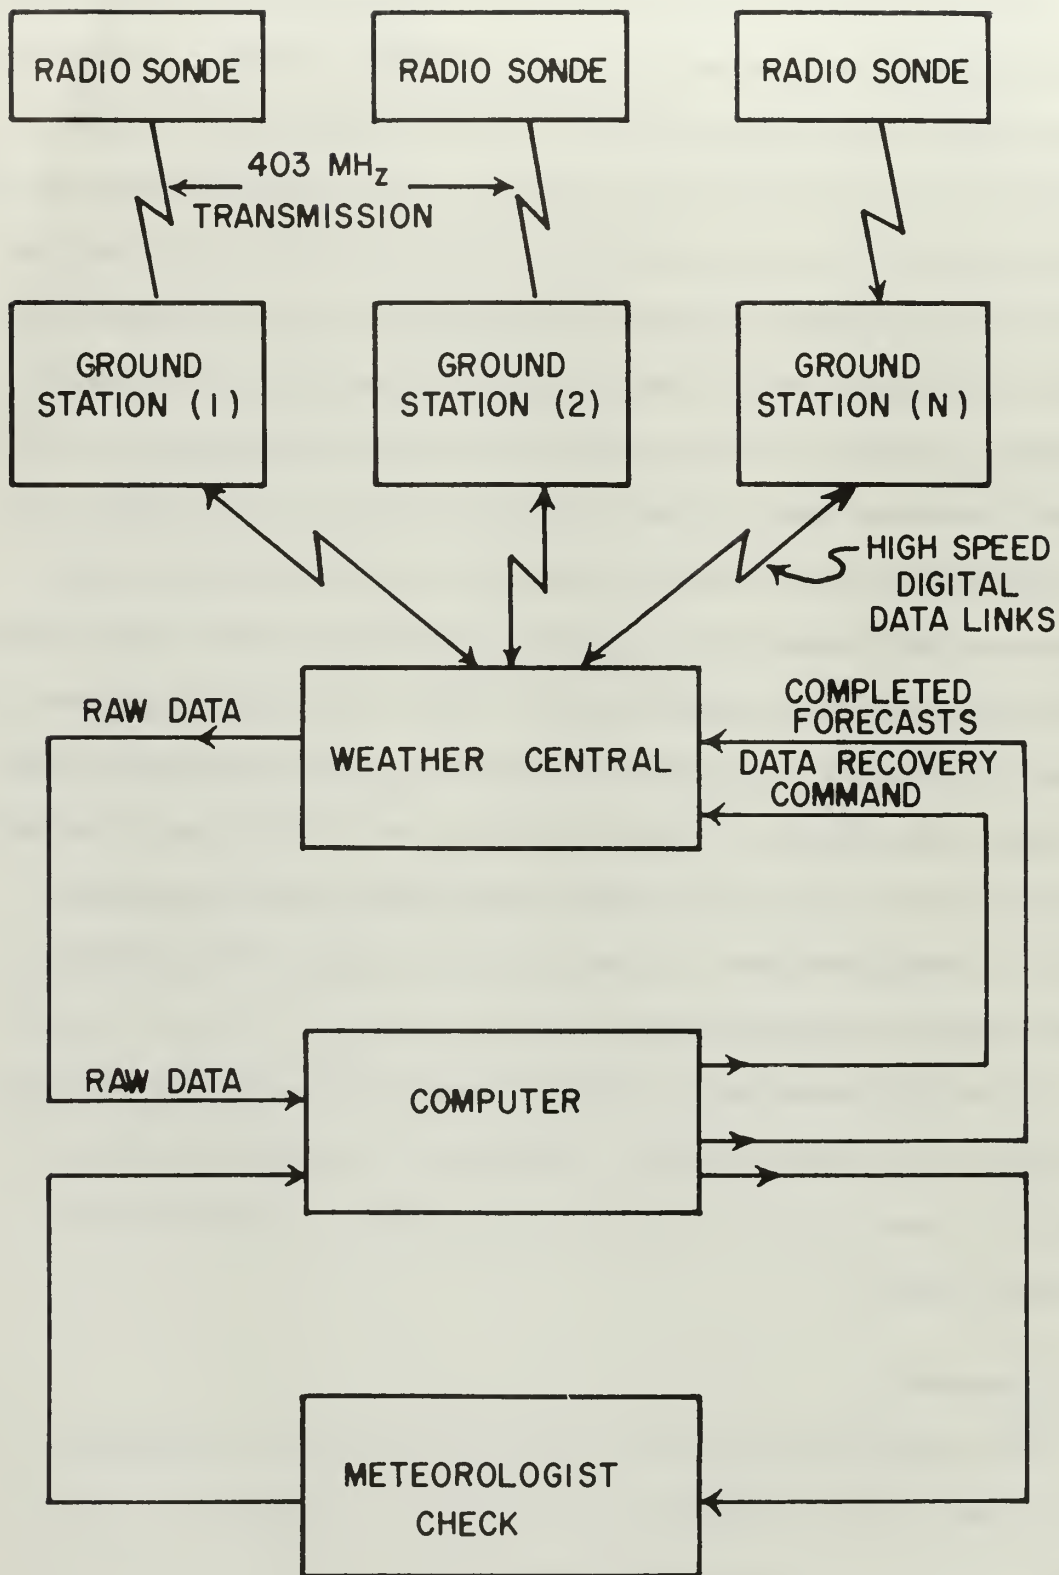 RADIO SONDE
RADIO SONDE
RADIO SONDE
403 MHz
TRANSMISSION
GROUND
STATION (1)
GROUND
STATION (2)
GROUND
STATION (N)
HIGH SPEED
DIGITAL
DATA LINKS
RAW DATA
WEATHER CENTRAL
COMPLETED
FORECASTS
DATA RECOVERY
COMMAND
RAW DATA
COMPUTER
METEOROLOGIST
CHECK